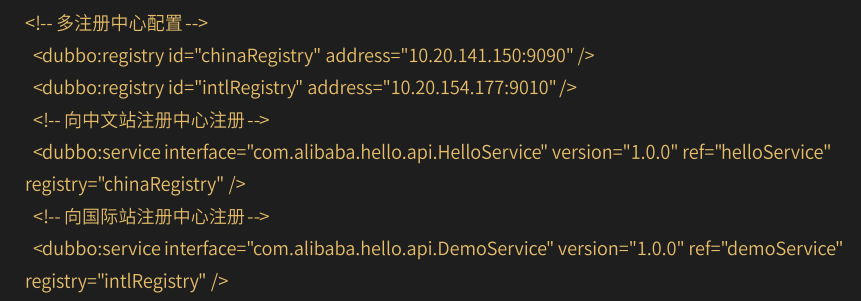 <!-- 多注册中心配置 -->
<dubbo:registry id="chinaRegistry" address="10.20.141.150:9090" />
<dubbo:registry id="intlRegistry" address="10.20.154.177:9010" />
<!-- 向中文站注册中心注册 -->
<dubbo:service interface="com.alibaba.hello.api.HelloService" version="1.0.0" ref="helloService"
registry="chinaRegistry" />
<!-- 向国际站注册中心注册 -->
<dubbo:service interface="com.alibaba.hello.api.DemoService" version="1.0.0" ref="demoService"
registry="intlRegistry" />